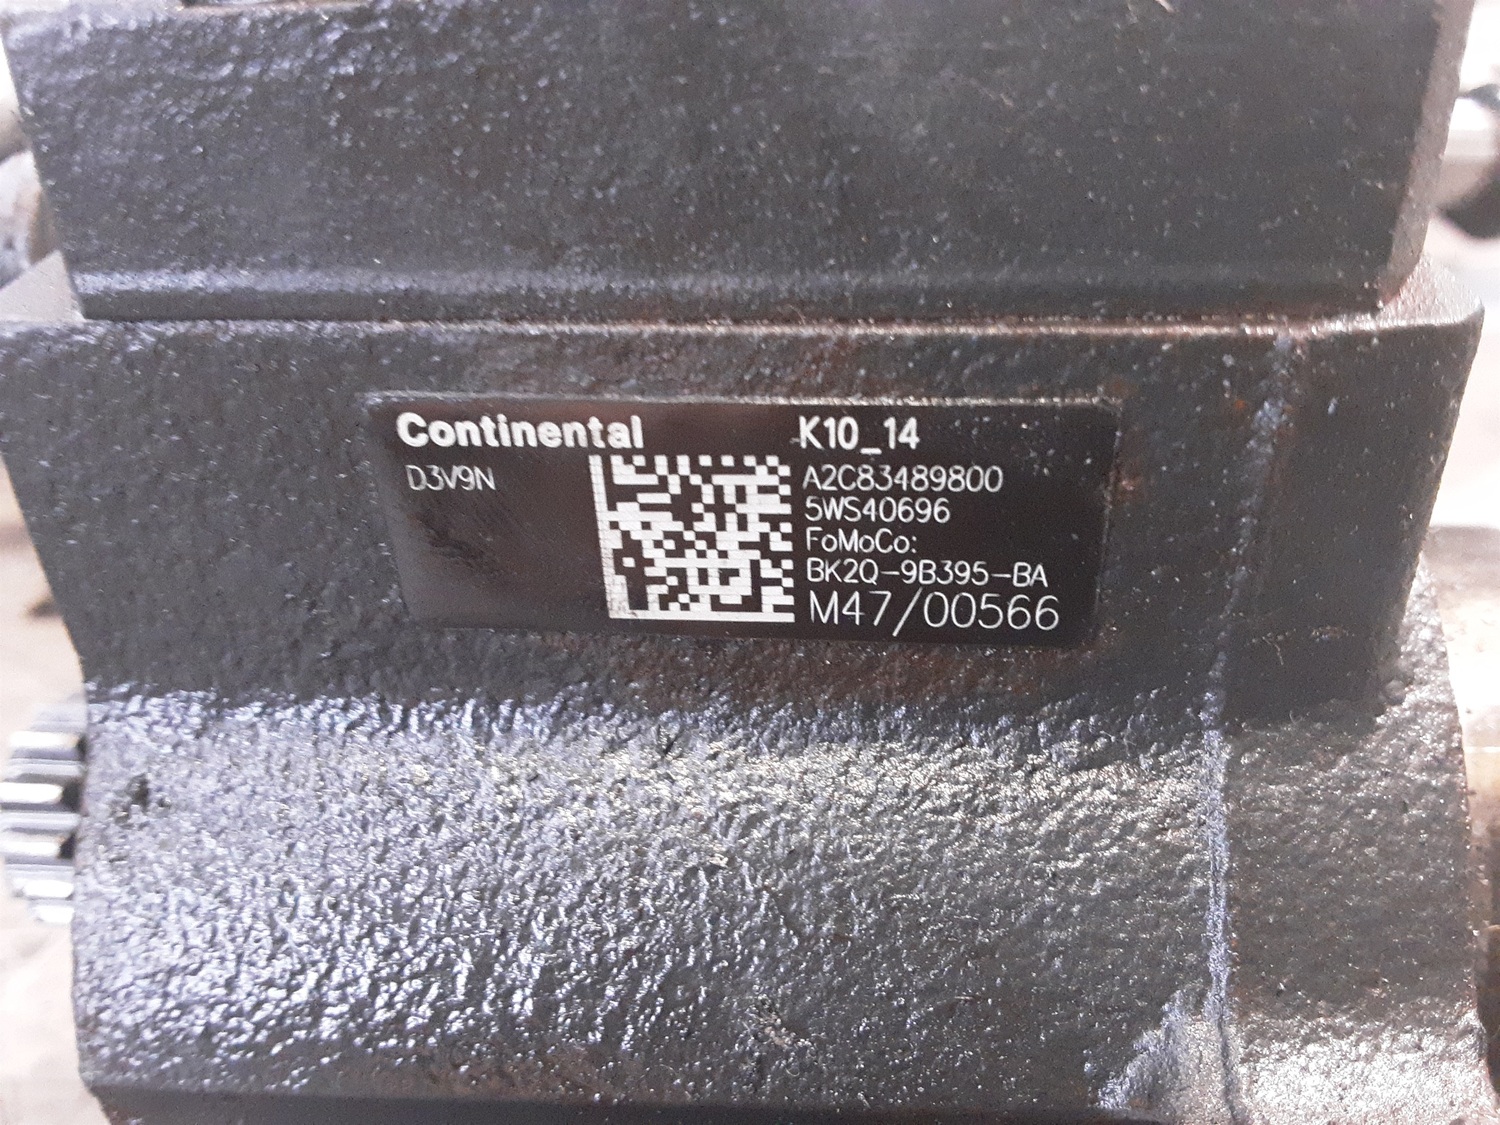 Continental
D3V9N
K10_14
A2C83489800
5WS40696
FoMoCo:
BK2Q-9B395-BA
M47/00566